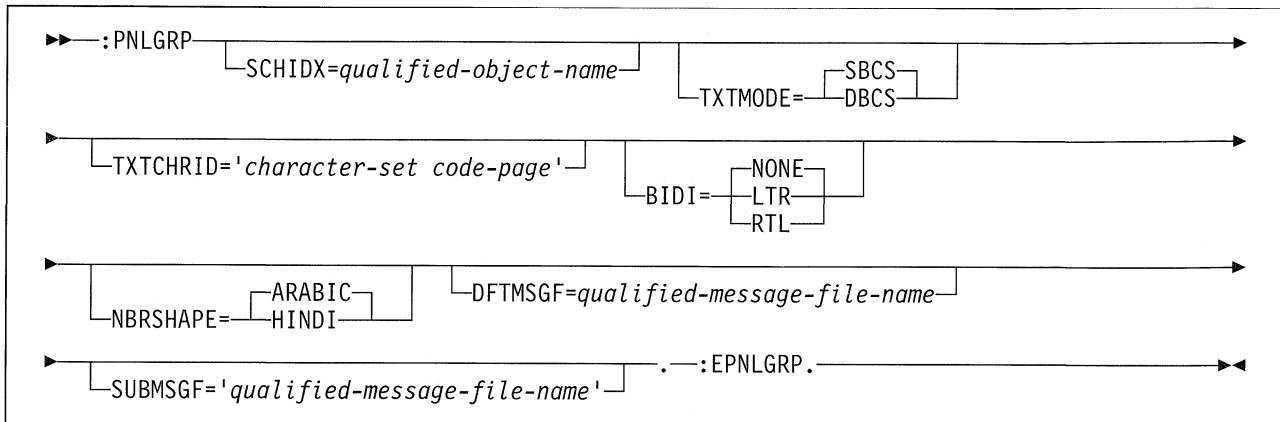 :PNLGRP
SCHIDX=qualified-object-name
TXTMODE=
SBCS
DBCS
TXTCHRID='character-set code-page'
BIDI=
NONE
LTR
RTL
NBRSHAPE=
ARABIC
HINDI
DFTMSGF=qualified-message-file-name
SUBMSGF='qualified-message-file-name'
. :EPNLGRP.